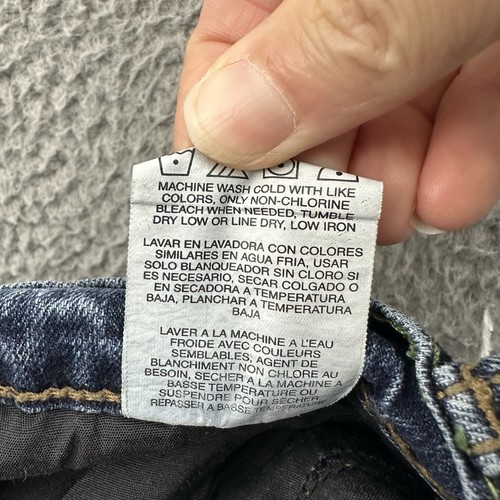 MACHINE WASH COLD WITH LIKE
COLORS, ONLY NON-CHLORINE
BLEACH WHEN NEEDED, TUMBLE
DRY LOW OR LINE DRY, LOW IRON
LAVAR EN LAVADORA CON COLORES
SIMILARES EN AGUA FRIA, USAR
SOLO BLANQUEADOR SIN CLORO SI
ES NECESARIO, SECAR COLGADO O
EN SECADORA A TEMPERATURA
BAJA, PLANCHAR A TEMPERATURA
BAJA
LAVER A LA MACHINE A L'EAU
FROIDE AVEC COULEURS
SEMBLABLES, AGENT DE
BLANCHIMENT NON CHLORE AU
BESOIN, SECHER A LA MACHINE A
BASSE TEMPERATURE OU
SUSPENDRE POUR SECHER,
REPASSER A BASSE TEMPERATURE